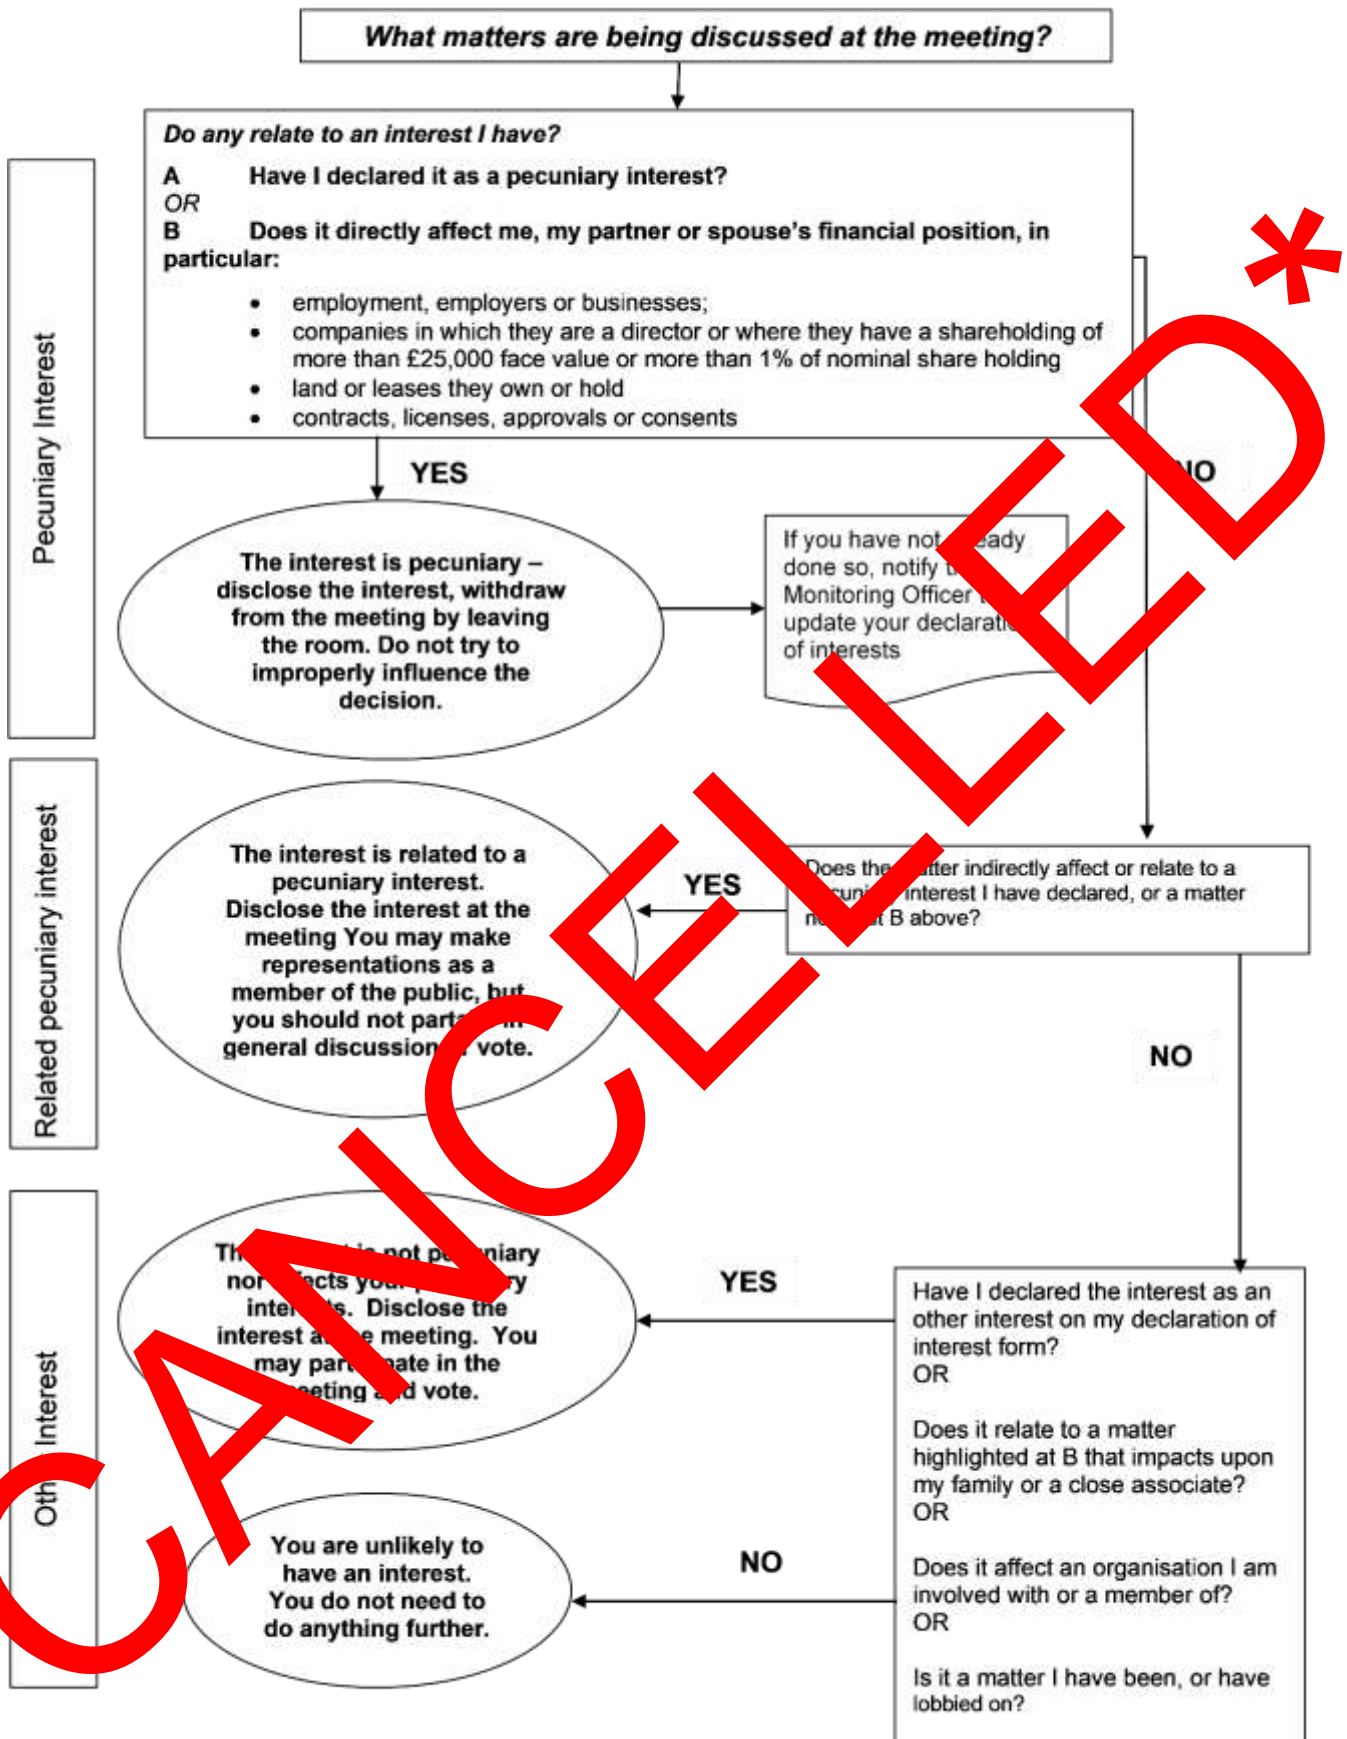 What matters are being discussed at the meeting?
Do any relate to an interest I have?
A Have I declared it as a pecuniary interest?
OR
B Does it directly affect me, my partner or spouse's financial position, in
particular:
• employment, employers or businesses;
• companies in which they are a director or where they have a shareholding of
more than £25,000 face value or more than 1% of nominal share holding
• land or leases they own or hold
• contracts, licenses, approvals or consents
Pecuniary Interest
YES
NO
The interest is pecuniary –
disclose the interest, withdraw
from the meeting by leaving
the room. Do not try to
improperly influence the
decision.
If you have not
done so, notify
Monitoring Officer
update your
of interests
Related pecuniary interest
The interest is related to a
pecuniary interest.
Disclose the interest at the
meeting You may make
representations as a
member of the public, but
you should not
general discussion vote.
YES
Does the indirectly affect or relate to a
interest I have declared, or a matter
B above?
NO
Interest
not
your
Disclose the
interest meeting. You
may in the
vote.
YES
Have I declared the interest as an
other interest on my declaration of
interest form?
OR
Does it relate to a matter
highlighted at B that impacts upon
my family or a close associate?
OR
Does it affect an organisation I am
involved with or a member of?
OR
Is it a matter I have been, or have
lobbied on?
NO
You are unlikely to
have an interest.
You do not need to
do anything further.
CANCELLED*